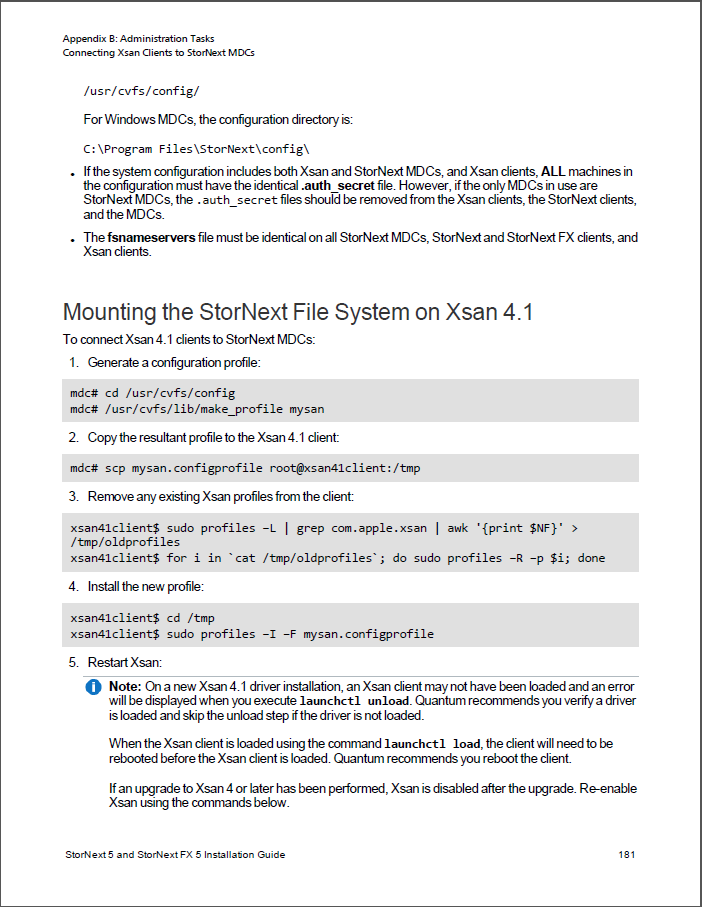 Appendix B: Administration Tasks
Connecting Xsan Clients to StorNext MDCs
/usr/cvfs/config/
For Windows MDCs, the configuration directory is:
C:\Program Files\StorNext\config\
• If the system configuration includes both Xsan and StorNext MDCs, and Xsan clients, ALL machines in
the configuration must have the identical .auth_secret file. However, if the only MDCs in use are
StorNext MDCs, the .auth_secret files should be removed from the Xsan clients, the StorNext clients,
and the MDCs.
• The fsnameservers file must be identical on all StorNext MDCs, StorNext and StorNext FX clients, and
Xsan clients.
Mounting the StorNext File System on Xsan 4.1
To connect Xsan 4.1 clients to StorNext MDCs:
1. Generate a configuration profile:
mdc# cd /usr/cvfs/config
mdc# /usr/cvfs/lib/make_profile mysan
2. Copy the resultant profile to the Xsan 4.1 client:
mdc# scp mysan.configprofile root@xsan41client:/tmp
3. Remove any existing Xsan profiles from the client:
xsan41client$ sudo profiles –L | grep com.apple.xsan | awk '{print $NF}' >
/tmp/oldprofiles
xsan41client$ for i in `cat /tmp/oldprofiles`; do sudo profiles –R –p $i; done
4. Install the new profile:
xsan41client$ cd /tmp
xsan41client$ sudo profiles –I –F mysan.configprofile
5. Restart Xsan:
i Note: On a new Xsan 4.1 driver installation, an Xsan client may not have been loaded and an error
will be displayed when you execute launchctl unload. Quantum recommends you verify a driver
is loaded and skip the unload step if the driver is not loaded.
When the Xsan client is loaded using the command launchctl load, the client will need to be
rebooted before the Xsan client is loaded. Quantum recommends you reboot the client.
If an upgrade to Xsan 4 or later has been performed, Xsan is disabled after the upgrade. Re-enable
Xsan using the commands below.
StorNext 5 and StorNext FX 5 Installation Guide 181